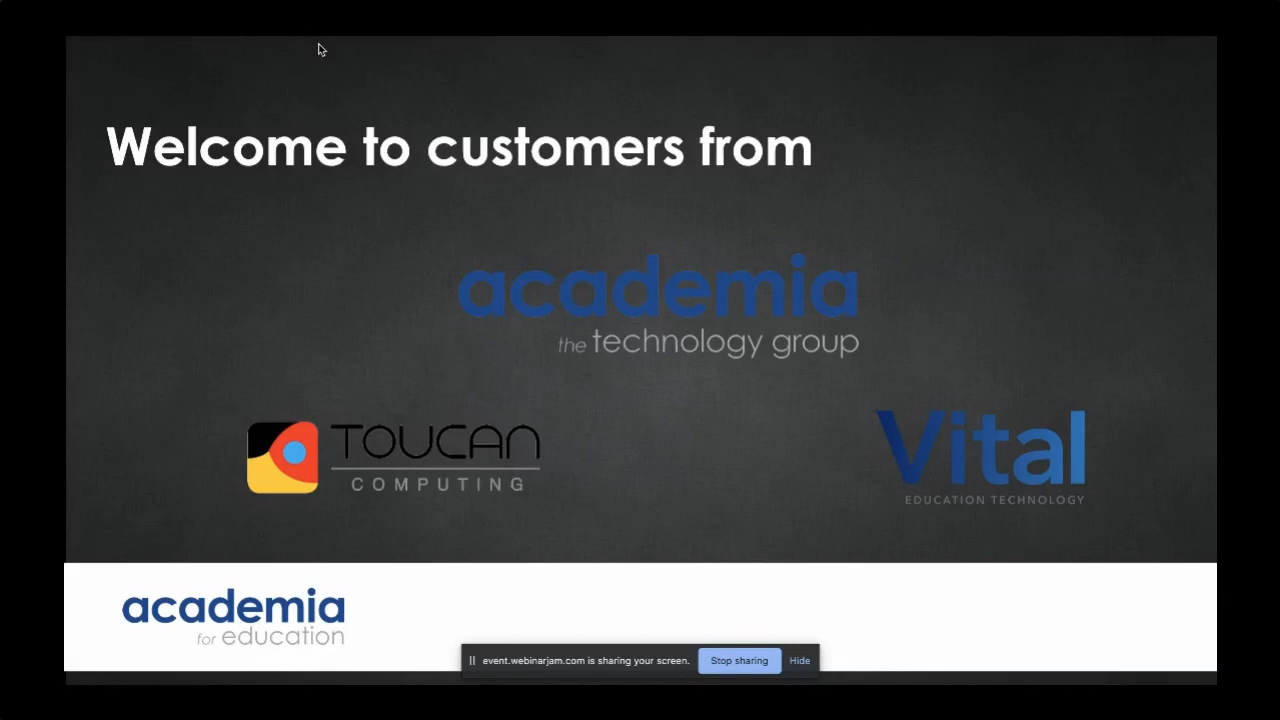 Welcome to customers from
academia
the technology group
TOUCAN
COMPUTING
Vital
EDUCATION TECHNOLOGY
academia
for education
event.webinarjam.com is sharing your screen.
Stop sharing
Hide